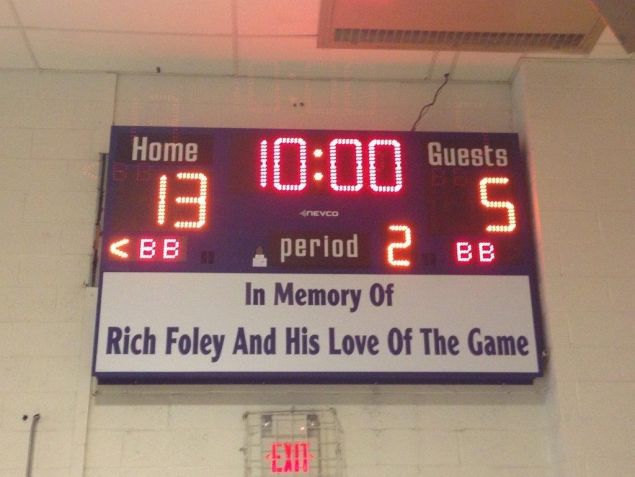 Home 10:00 Guests
13 5
NEVCO
<BB period 2 BB
In Memory Of
Rich Foley And His Love Of The Game
EXIT